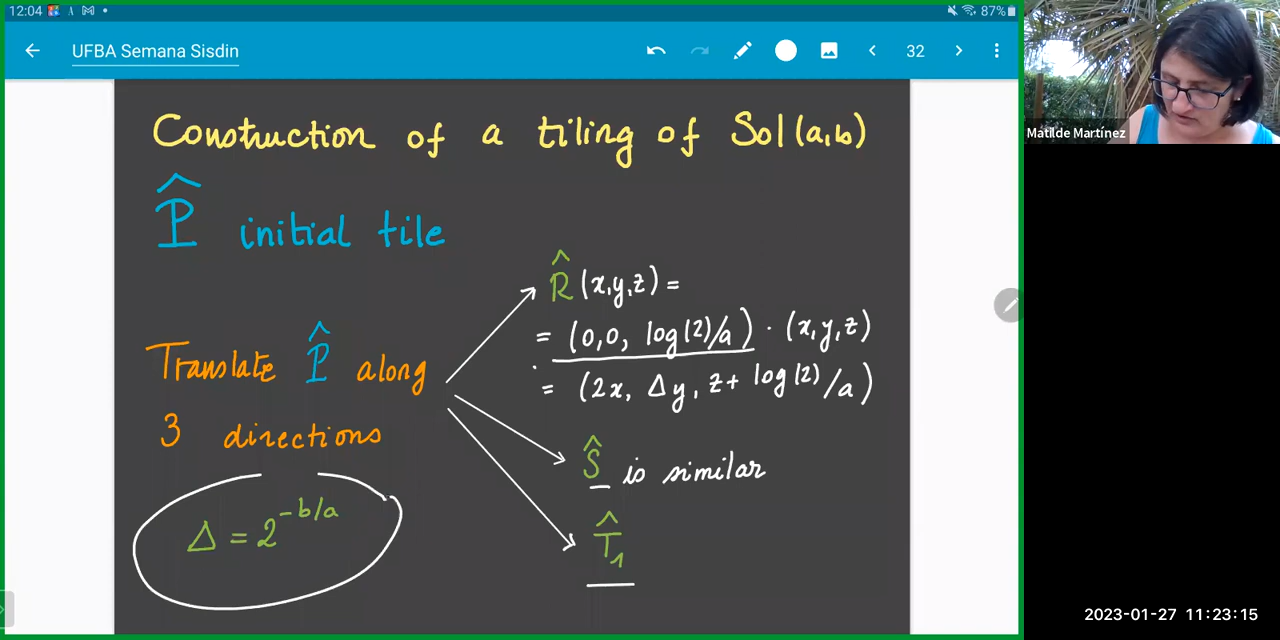 12:04
87%
UFBA Semana Sisdin
32
Construction of a tiling of Sol(a,b)
P̂ initial tile
R̂(x,y,z) =
= (0,0, log(2)/a) · (x,y,z)
= (2x, Δy, z + log(2)/a)
Translate P̂ along
3 directions
Ŝ is similar
Δ = 2^{-b/a}
T̂₁
Matilde Martínez
2023-01-27 11:23:15